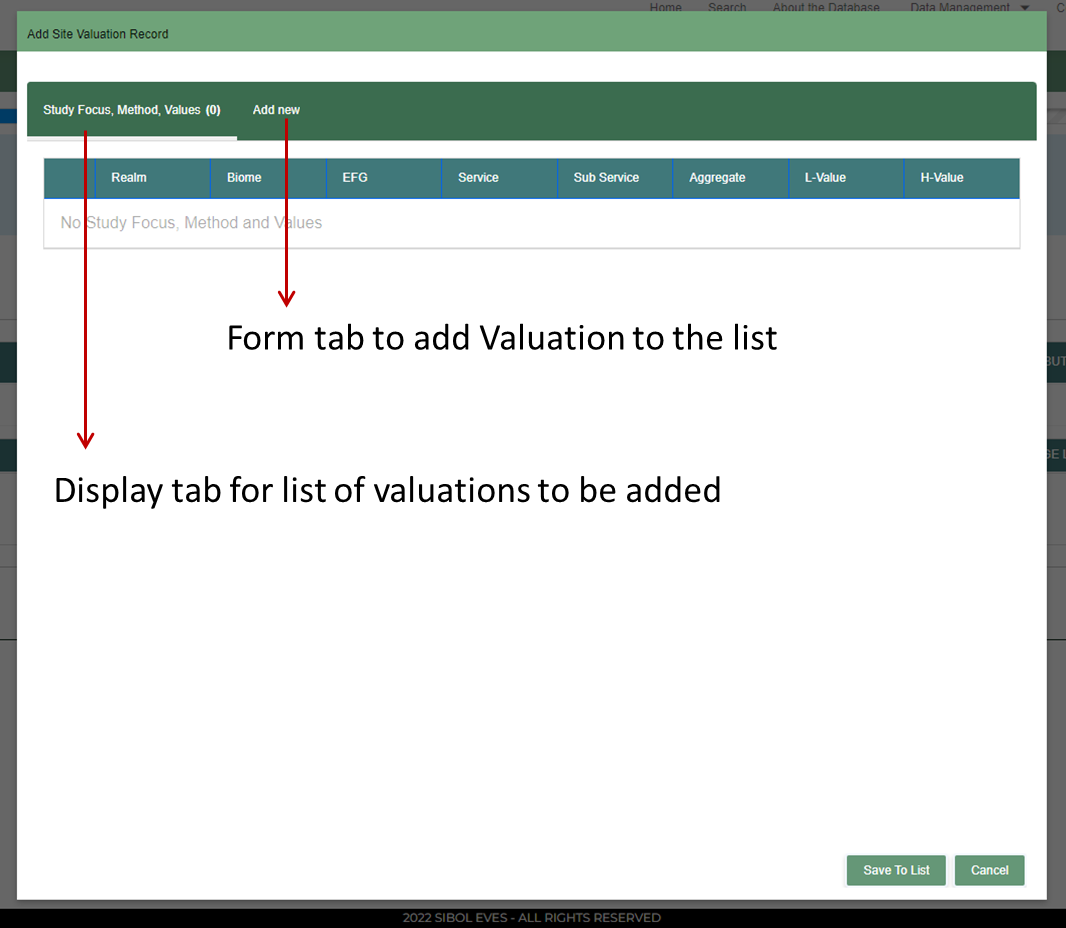 Home Search About the Database Data Management
Add Site Valuation Record
Study Focus, Method, Values (0) Add new
Realm Biome EFG Service Sub Service Aggregate L-Value H-Value
No Study Focus, Method and Values
Form tab to add Valuation to the list
Display tab for list of valuations to be added
Save To List Cancel
2022 SIBOL EVES - ALL RIGHTS RESERVED